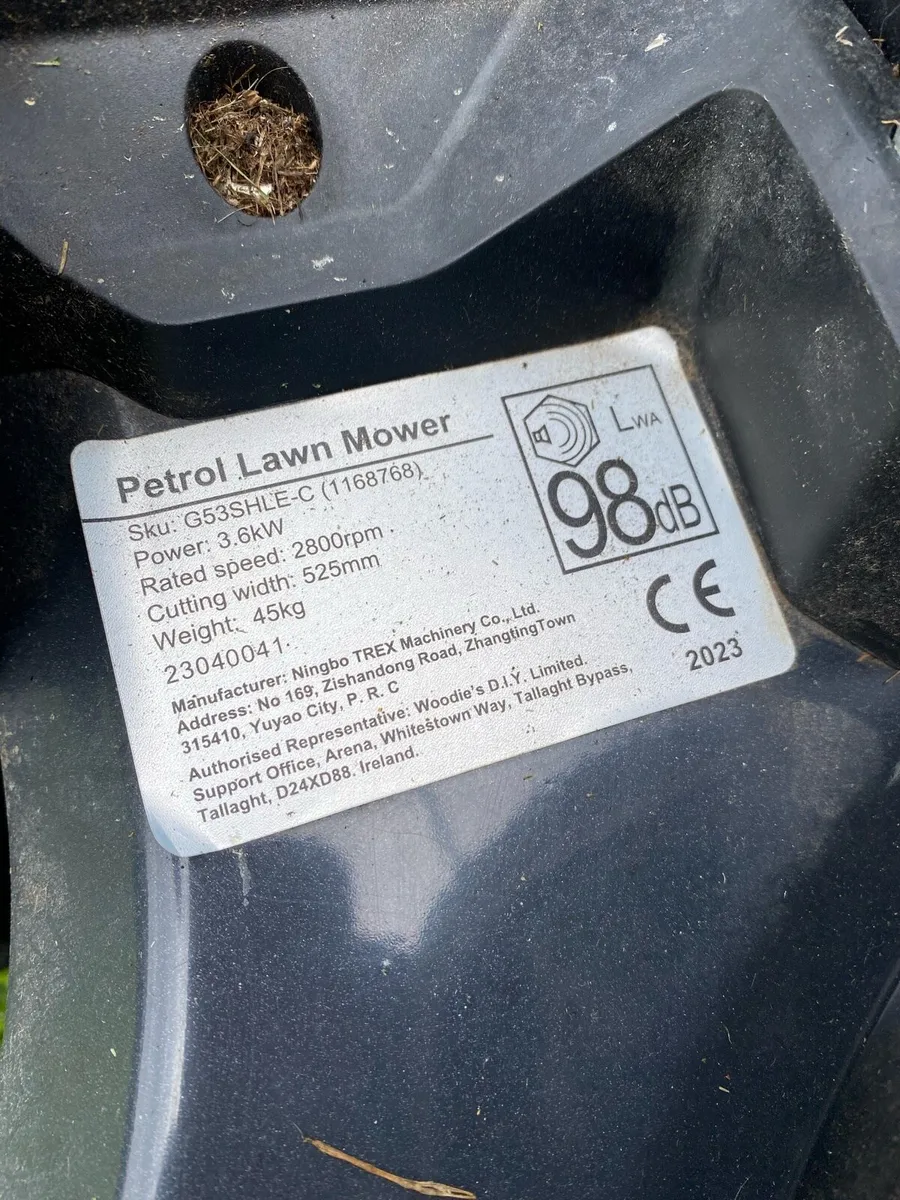 Petrol Lawn Mower
Sku: G53SHLE-C (1168768)
Power: 3.6kW
Rated speed: 2800rpm
Cutting width: 525mm
Weight: 45kg
23040041
Manufacturer: Ningbo TREX Machinery Co., Ltd.
Address: No 169, Zishandong Road, ZhangtingTown
315410, Yuyao City, P. R. C
Authorised Representative: Woodie's D.I.Y. Limited.
Support Office, Arena, Whitestown Way, Tallaght Bypass,
Tallaght, D24XD88. Ireland.
LWA
98dB
CE
2023